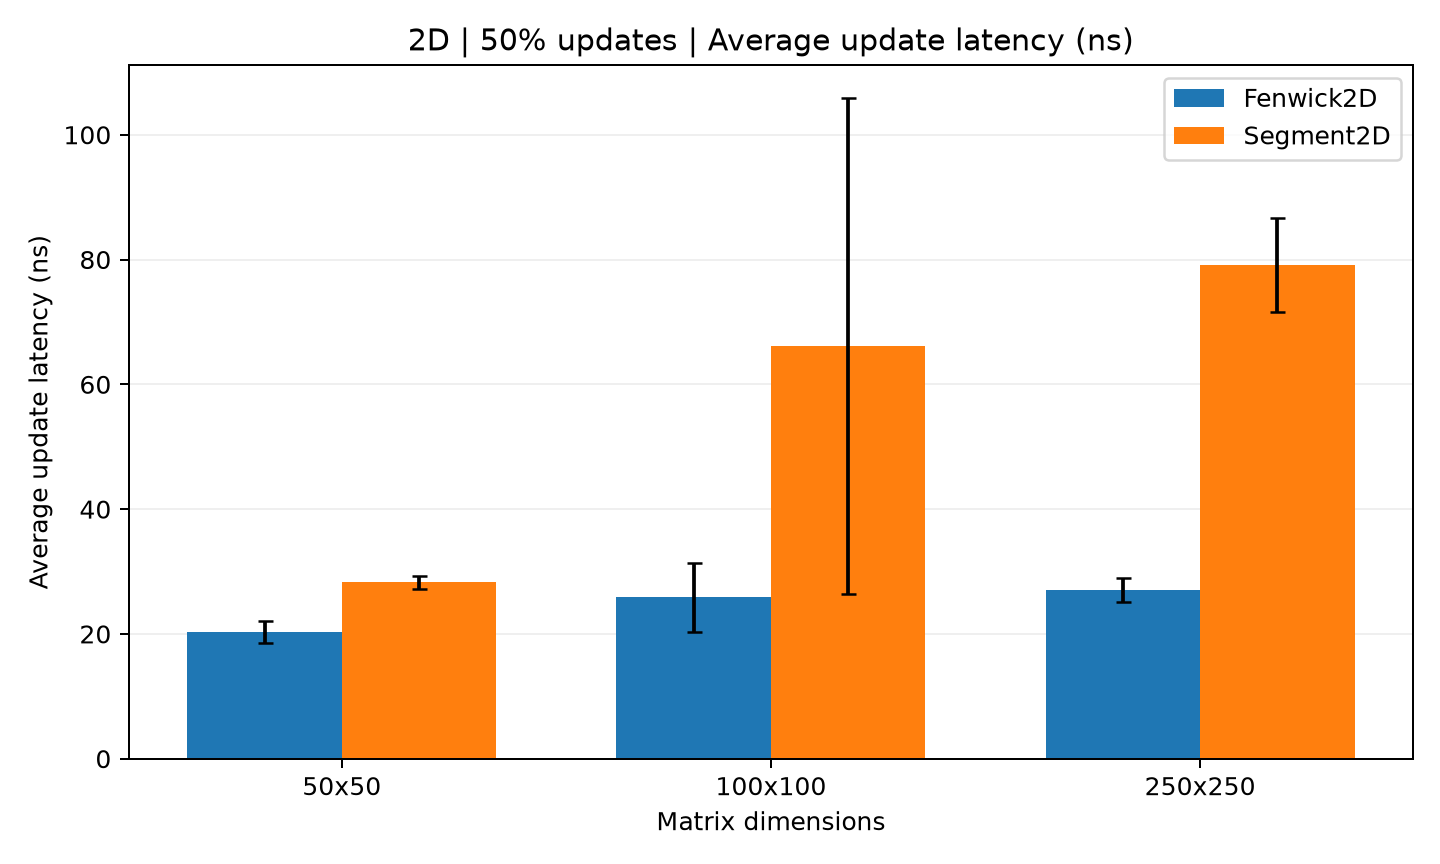 2D | 50% updates | Average update latency (ns)
Fenwick2D
Segment2D
Average update latency (ns)
100
80
60
40
20
0
50x50
100x100
250x250
Matrix dimensions